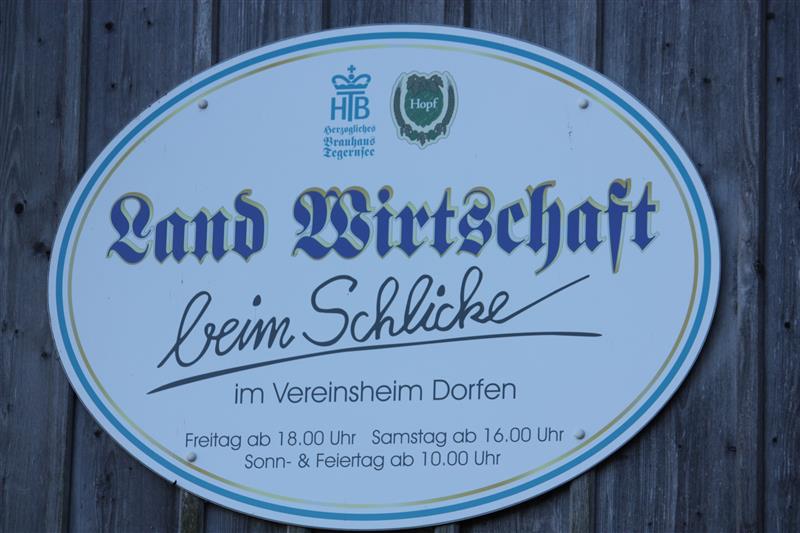 HTB
Herzogliches
Brauhaus
Tegernsee
Hopf
Land Wirtschaft
beim Schlicke
im Vereinsheim Dorfen
Freitag ab 18.00 Uhr Samstag ab 16.00 Uhr
Sonn- & Feiertag ab 10.00 Uhr